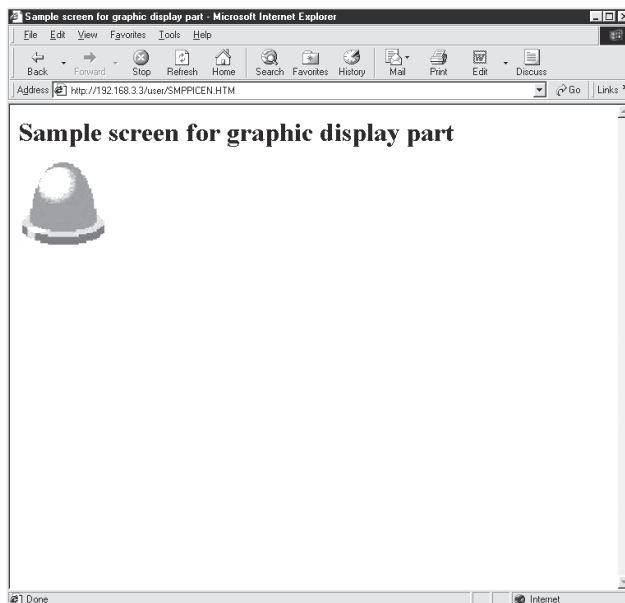 Sample screen for graphic display part - Microsoft Internet Explorer
File Edit View Favorites Tools Help
Back Forward Stop Refresh Home Search Favorites History Mail Print Edit Discuss
Address http://192.168.3.3/user/SMPPICEN.HTM Go Links
Sample screen for graphic display part
Done Internet